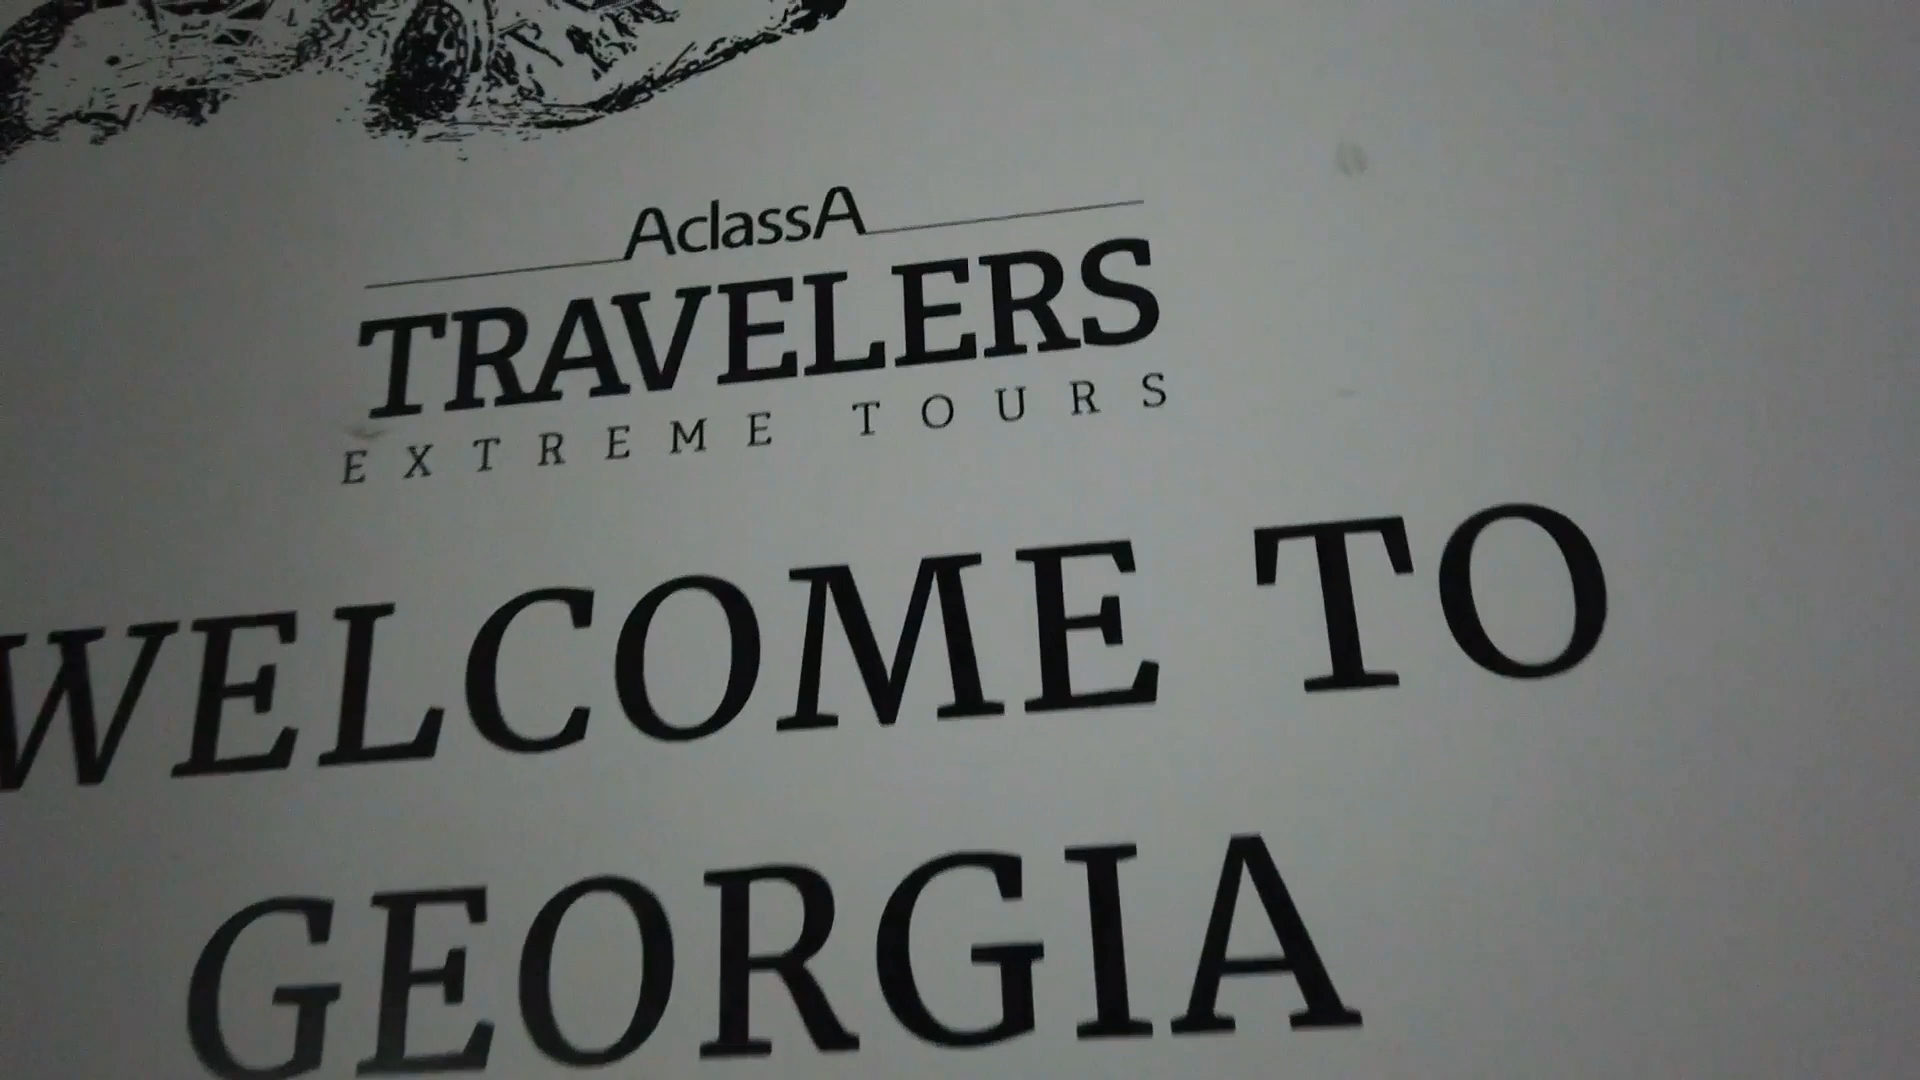 AclassA
TRAVELERS
EXTREME TOURS
WELCOME TO
GEORGIA